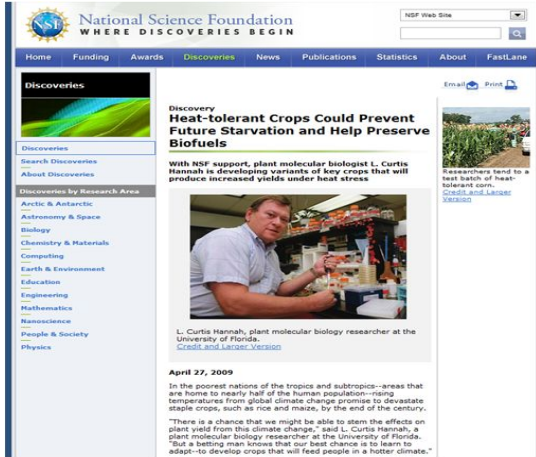 NSF
National Science Foundation
WHERE DISCOVERIES BEGIN
NSF Web Site
Home Funding Awards Discoveries News Publications Statistics About FastLane
Email Print
Discoveries
Discoveries
Search Discoveries
About Discoveries
Discoveries by Research Area
Arctic & Antarctic
Astronomy & Space
Biology
Chemistry & Materials
Computing
Earth & Environment
Education
Engineering
Mathematics
Nanoscience
People & Society
Physics
Discovery
Heat-tolerant Crops Could Prevent
Future Starvation and Help Preserve
Biofuels
With NSF support, plant molecular biologist L. Curtis
Hannah is developing variants of key crops that will
produce increased yields under heat stress
L. Curtis Hannah, plant molecular biology researcher at the
University of Florida.
Credit and Larger Version
April 27, 2009
In the poorest nations of the tropics and subtropics--areas that
are home to nearly half of the human population--rising
temperatures from global climate change promise to devastate
staple crops, such as rice and maize, by the end of the century.
"There is a chance that we might be able to stem the effects on
plant yield from this climate change," said L. Curtis Hannah, a
plant molecular biology researcher at the University of Florida.
"But a betting man knows that our best chance is to learn to
adapt--to develop crops that will feed people in a hotter climate."
Researchers tend to a
test batch of heat-
tolerant corn.
Credit and Larger
Version